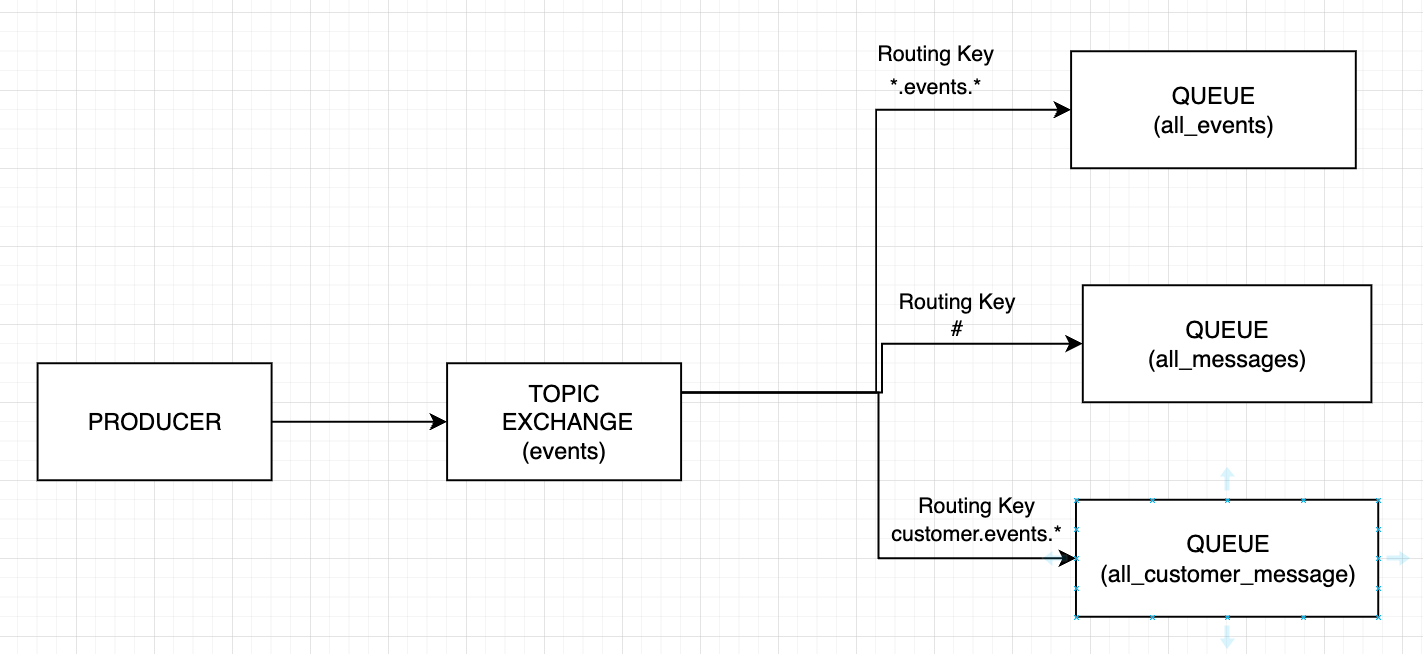 Routing Key
*.events.*
QUEUE
(all_events)
Routing Key
#
QUEUE
(all_messages)
PRODUCER
TOPIC
EXCHANGE
(events)
Routing Key
customer.events.*
QUEUE
(all_customer_message)